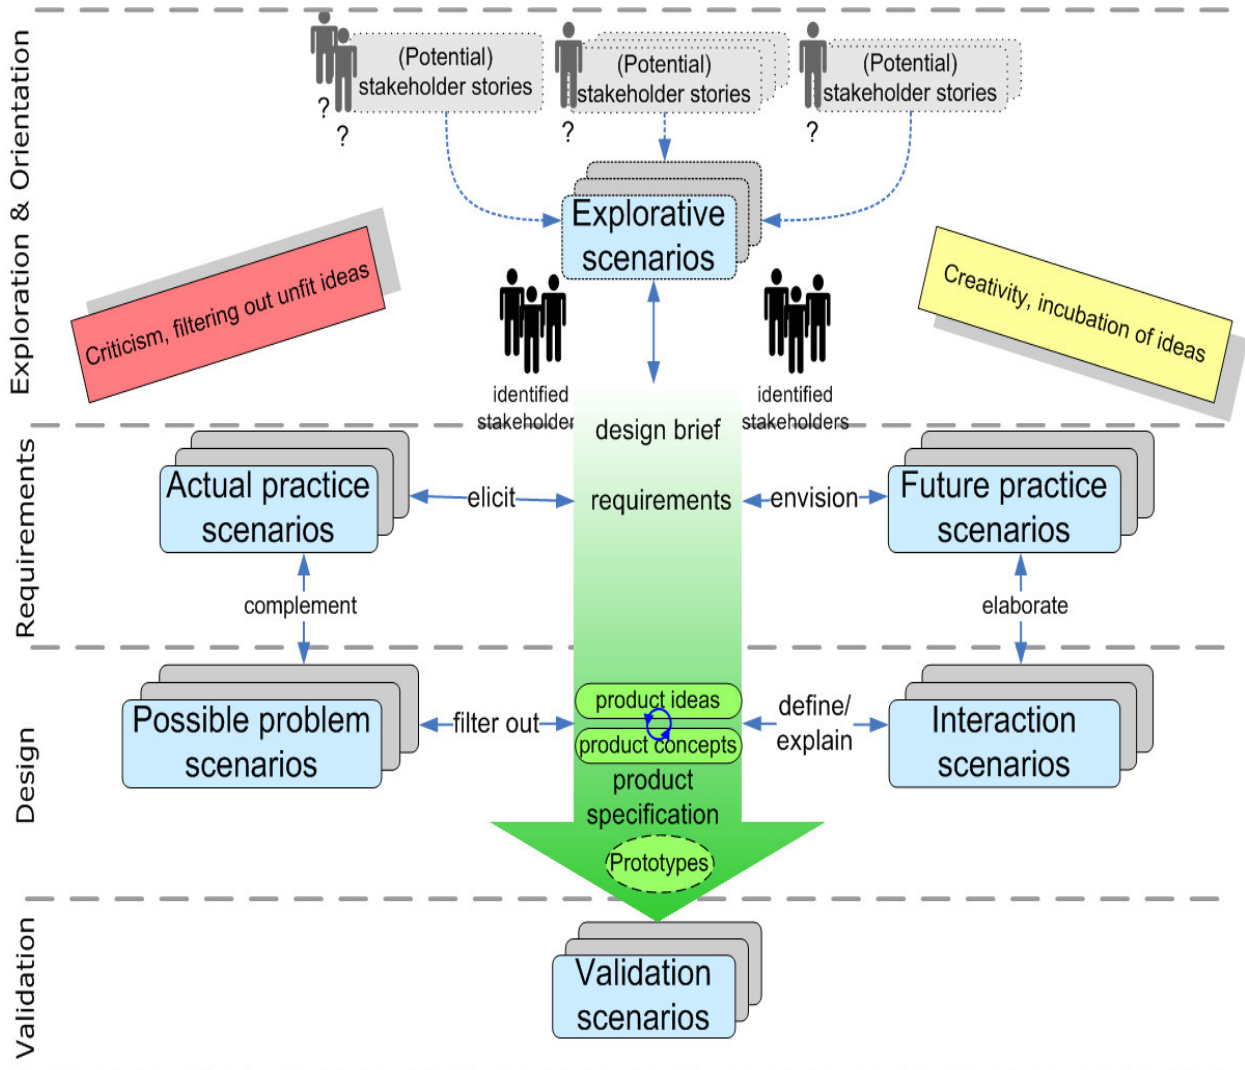 Exploration & Orientation
(Potential)
stakeholder stories
?
?
(Potential)
stakeholder stories
?
(Potential)
stakeholder stories
?
Explorative
scenarios
Criticism, filtering out unfit ideas
Creativity, incubation of ideas
identified
stakeholder
identified
stakeholders
design brief
Requirements
Actual practice
scenarios
elicit
requirements
envision
Future practice
scenarios
complement
elaborate
Design
Possible problem
scenarios
filter out
product ideas
product concepts
product
specification
Prototypes
define/
explain
Interaction
scenarios
Validation
Validation
scenarios